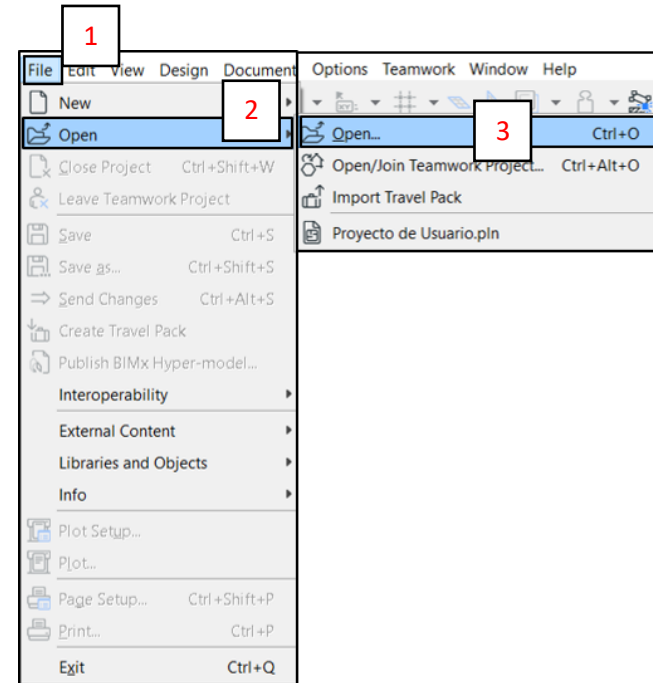 1
File Edit View Design Document Options Teamwork Window Help
New 2
Open
3
Open... Ctrl+O
Close Project Ctrl+Shift+W
Open/Join Teamwork Project... Ctrl+Alt+O
Leave Teamwork Project
Import Travel Pack
Save Ctrl+S
Proyecto de Usuario.pln
Save as... Ctrl+Shift+S
Send Changes Ctrl+Alt+S
Create Travel Pack
Publish BIMx Hyper-model...
Interoperability
External Content
Libraries and Objects
Info
Plot Setup...
Plot...
Page Setup... Ctrl+Shift+P
Print... Ctrl+P
Exit Ctrl+Q